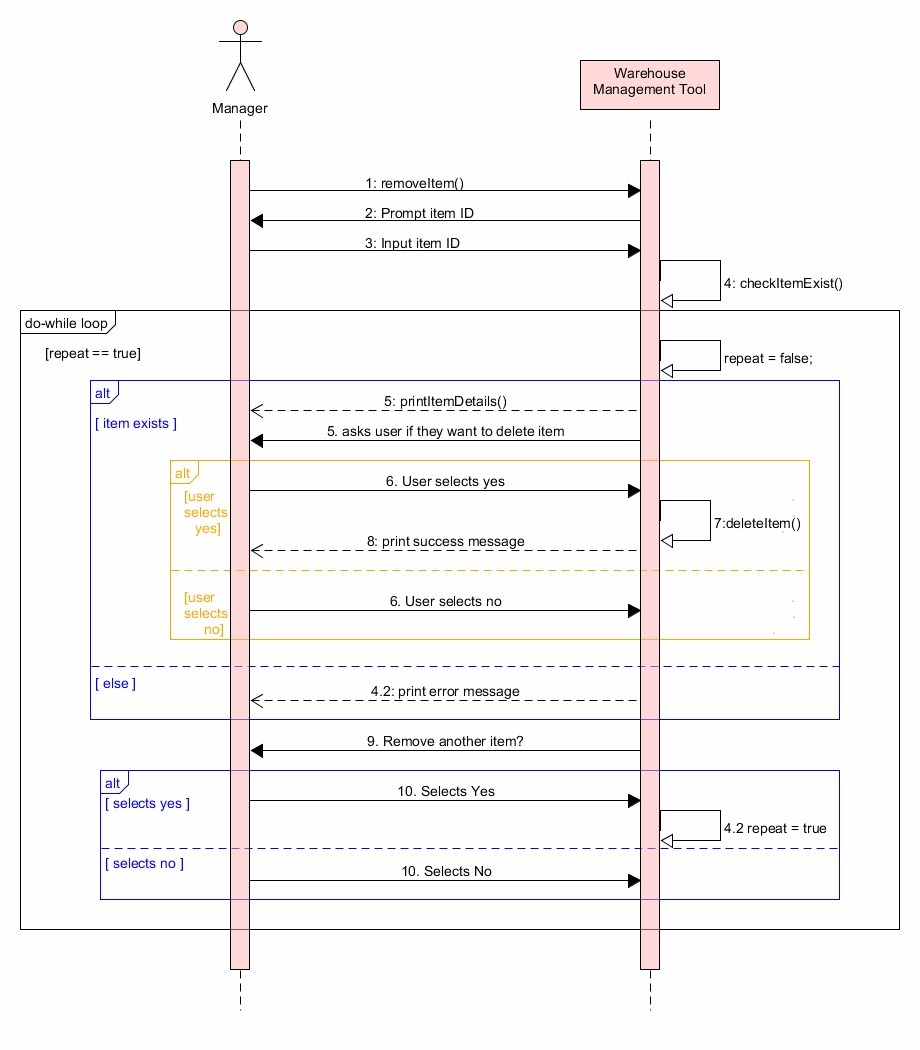 Manager
Warehouse
Management Tool
1: removeItem()
2: Prompt item ID
3: Input item ID
4: checkItemExist()
do-while loop
[repeat == true]
repeat = false;
alt
[ item exists ]
5: printItemDetails()
5. asks user if they want to delete item
alt
[user
selects
yes]
6. User selects yes
7:deleteItem()
8: print success message
[user
selects
no]
6. User selects no
[ else ]
4.2: print error message
9. Remove another item?
alt
[ selects yes ]
10. Selects Yes
4.2 repeat = true
[ selects no ]
10. Selects No